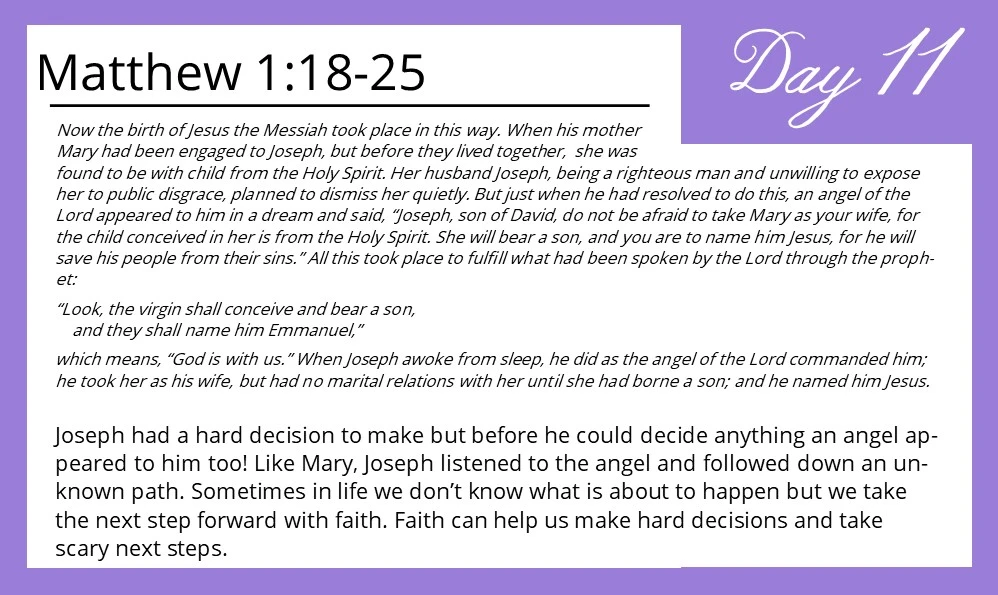 Matthew 1:18-25
Day 11
Now the birth of Jesus the Messiah took place in this way. When his mother
Mary had been engaged to Joseph, but before they lived together, she was
found to be with child from the Holy Spirit. Her husband Joseph, being a righteous man and unwilling to expose
her to public disgrace, planned to dismiss her quietly. But just when he had resolved to do this, an angel of the
Lord appeared to him in a dream and said, “Joseph, son of David, do not be afraid to take Mary as your wife, for
the child conceived in her is from the Holy Spirit. She will bear a son, and you are to name him Jesus, for he will
save his people from their sins.” All this took place to fulfill what had been spoken by the Lord through the proph-
et:
“Look, the virgin shall conceive and bear a son,
and they shall name him Emmanuel,”
which means, “God is with us.” When Joseph awoke from sleep, he did as the angel of the Lord commanded him;
he took her as his wife, but had no marital relations with her until she had borne a son; and he named him Jesus.
Joseph had a hard decision to make but before he could decide anything an angel ap-
peared to him too! Like Mary, Joseph listened to the angel and followed down an un-
known path. Sometimes in life we don’t know what is about to happen but we take
the next step forward with faith. Faith can help us make hard decisions and take
scary next steps.